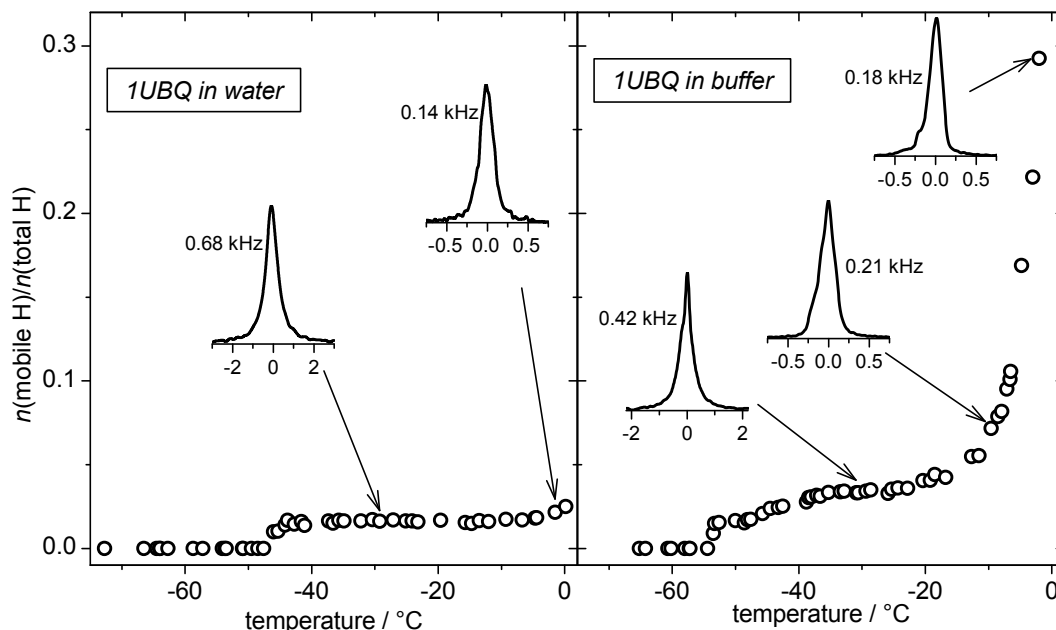 n(mobile H)/n(total H)
0.3
0.2
0.1
0.0
1UBQ in water
0.68 kHz
-2 0 2
0.14 kHz
-0.5 0.0 0.5
-60 -40 -20 0
temperature / °C
1UBQ in buffer
0.42 kHz
-2 0 2
0.21 kHz
-0.5 0.0 0.5
0.18 kHz
-0.5 0.0 0.5
-60 -40 -20 0
temperature / °C